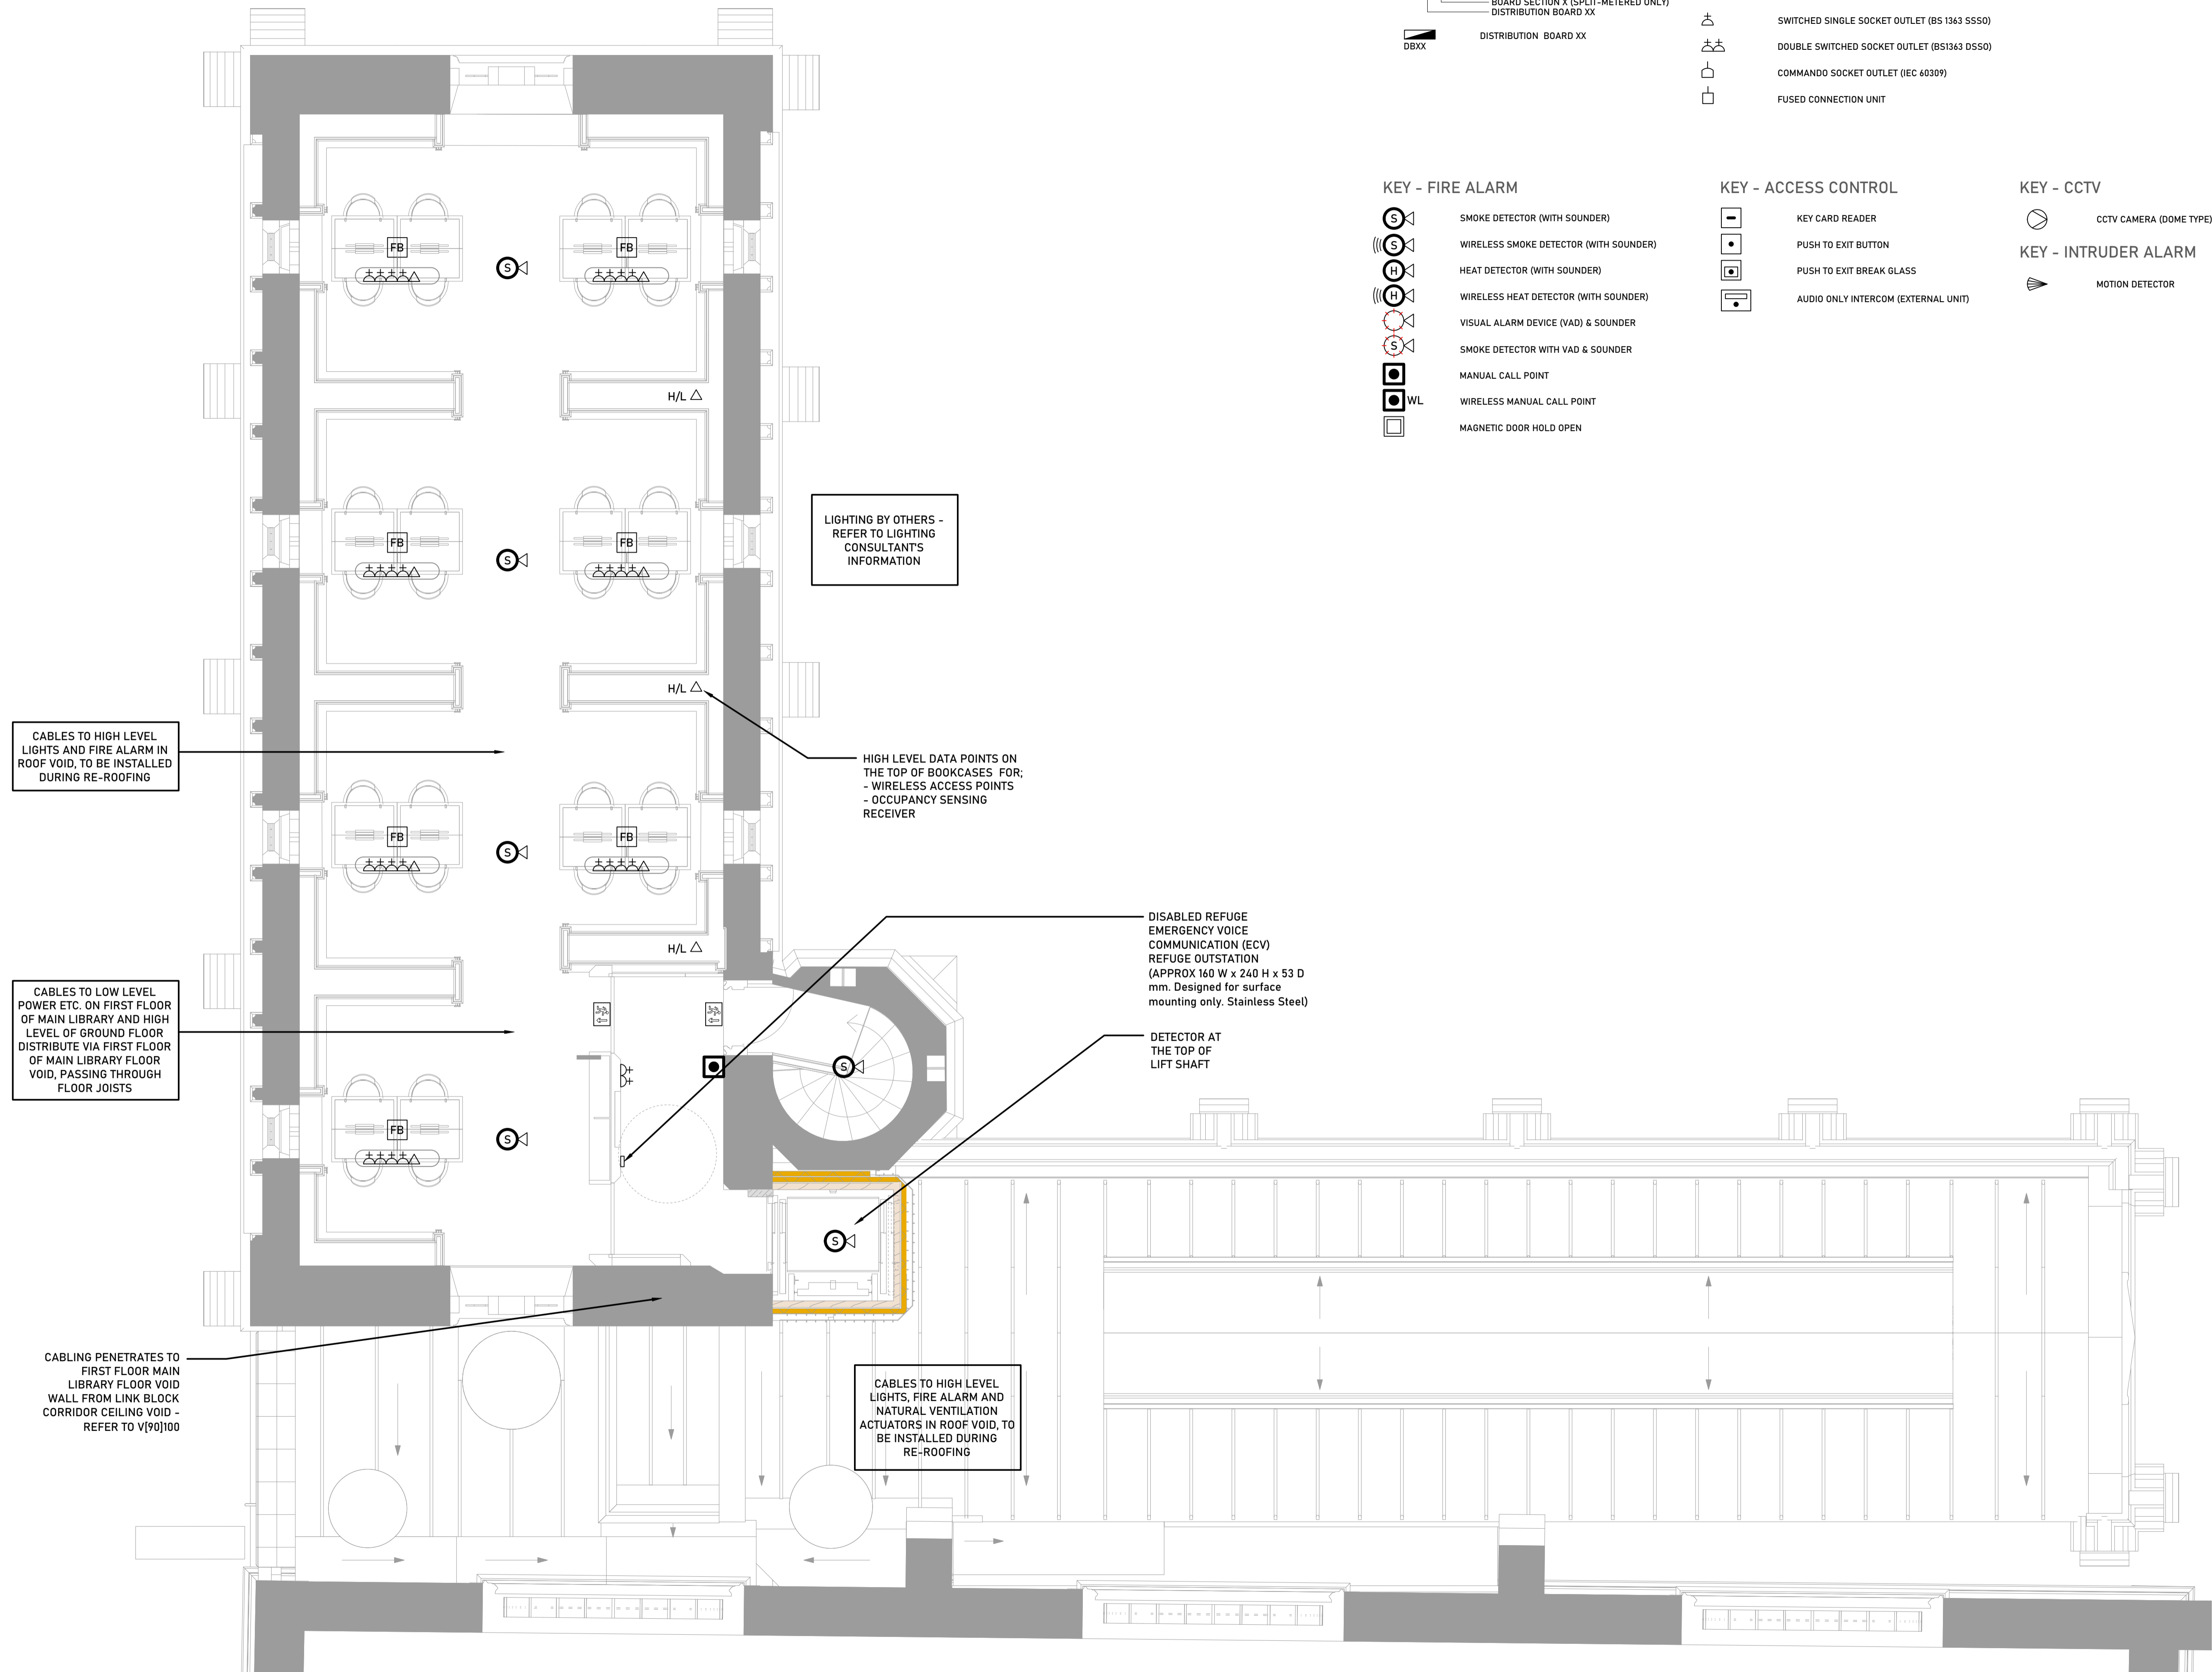 BOARD SECTION X (SPLIT-METERED ONLY)
DISTRIBUTION BOARD XX
DBXX
DISTRIBUTION BOARD XX
SWITCHED SINGLE SOCKET OUTLET (BS 1363 SSSO)
DOUBLE SWITCHED SOCKET OUTLET (BS1363 DSSO)
COMMANDO SOCKET OUTLET (IEC 60309)
FUSED CONNECTION UNIT
KEY - FIRE ALARM
S
SMOKE DETECTOR (WITH SOUNDER)
S
WIRELESS SMOKE DETECTOR (WITH SOUNDER)
H
HEAT DETECTOR (WITH SOUNDER)
H
WIRELESS HEAT DETECTOR (WITH SOUNDER)
VISUAL ALARM DEVICE (VAD) & SOUNDER
S
SMOKE DETECTOR WITH VAD & SOUNDER
MANUAL CALL POINT
WL
WIRELESS MANUAL CALL POINT
MAGNETIC DOOR HOLD OPEN
KEY - ACCESS CONTROL
KEY CARD READER
PUSH TO EXIT BUTTON
PUSH TO EXIT BREAK GLASS
AUDIO ONLY INTERCOM (EXTERNAL UNIT)
KEY - CCTV
CCTV CAMERA (DOME TYPE)
KEY - INTRUDER ALARM
MOTION DETECTOR
FB
FB
S
H/L
LIGHTING BY OTHERS -
REFER TO LIGHTING
CONSULTANT'S
INFORMATION
FB
FB
S
H/L
CABLES TO HIGH LEVEL
LIGHTS AND FIRE ALARM IN
ROOF VOID, TO BE INSTALLED
DURING RE-ROOFING
HIGH LEVEL DATA POINTS ON
THE TOP OF BOOKCASES FOR;
- WIRELESS ACCESS POINTS
- OCCUPANCY SENSING
RECEIVER
FB
FB
S
H/L
DISABLED REFUGE
EMERGENCY VOICE
COMMUNICATION (ECV)
REFUGE OUTSTATION
(APPROX 160 W x 240 H x 53 D
mm. Designed for surface
mounting only. Stainless Steel)
CABLES TO LOW LEVEL
POWER ETC. ON FIRST FLOOR
OF MAIN LIBRARY AND HIGH
LEVEL OF GROUND FLOOR
DISTRIBUTE VIA FIRST FLOOR
OF MAIN LIBRARY FLOOR
VOID, PASSING THROUGH
FLOOR JOISTS
DETECTOR AT
THE TOP OF
LIFT SHAFT
S
FB
S
S
CABLING PENETRATES TO
FIRST FLOOR MAIN
LIBRARY FLOOR VOID
WALL FROM LINK BLOCK
CORRIDOR CEILING VOID -
REFER TO V[90]100
CABLES TO HIGH LEVEL
LIGHTS, FIRE ALARM AND
NATURAL VENTILATION
ACTUATORS IN ROOF VOID, TO
BE INSTALLED DURING
RE-ROOFING